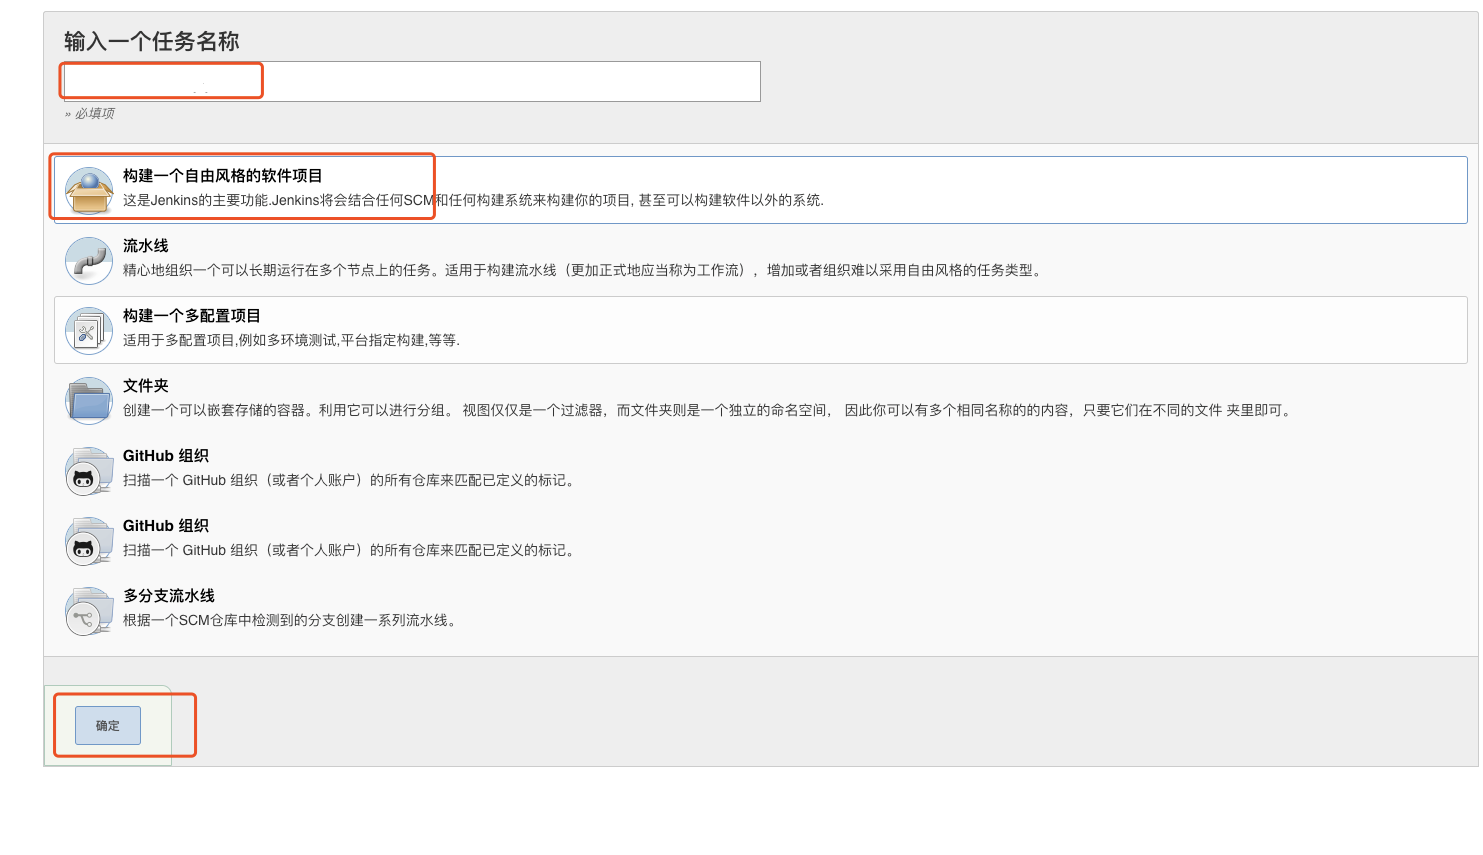 输入一个任务名称
» 必填项
构建一个自由风格的软件项目
这是Jenkins的主要功能.Jenkins将会结合任何SCM和任何构建系统来构建你的项目, 甚至可以构建软件以外的系统.
流水线
精心地组织一个可以长期运行在多个节点上的任务。适用于构建流水线（更加正式地应当称为工作流），增加或者组织难以采用自由风格的任务类型。
构建一个多配置项目
适用于多配置项目,例如多环境测试,平台指定构建,等等.
文件夹
创建一个可以嵌套存储的容器。利用它可以进行分组。 视图仅仅是一个过滤器，而文件夹则是一个独立的命名空间， 因此你可以有多个相同名称的的内容，只要它们在不同的文件 夹里即可。
GitHub 组织
扫描一个 GitHub 组织（或者个人账户）的所有仓库来匹配已定义的标记。
GitHub 组织
扫描一个 GitHub 组织（或者个人账户）的所有仓库来匹配已定义的标记。
多分支流水线
根据一个SCM仓库中检测到的分支创建一系列流水线。
确定